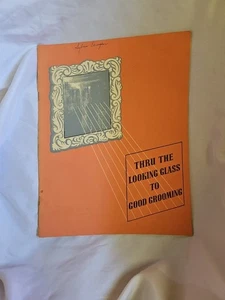 THRU THE
LOOKING GLASS
TO
GOOD GROOMING